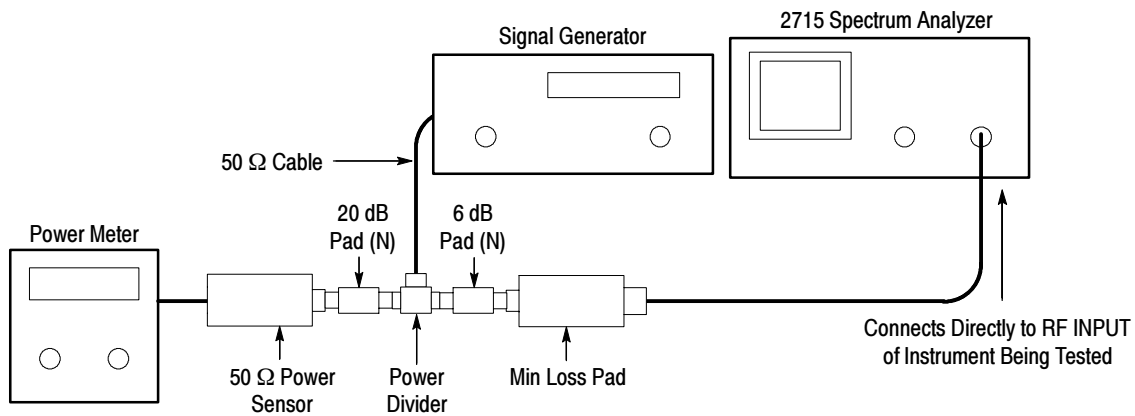 2715 Spectrum Analyzer
Signal Generator
50 Ω Cable
20 dB
Pad (N)
6 dB
Pad (N)
Power Meter
Connects Directly to RF INPUT
of Instrument Being Tested
50 Ω Power
Sensor
Power
Divider
Min Loss Pad